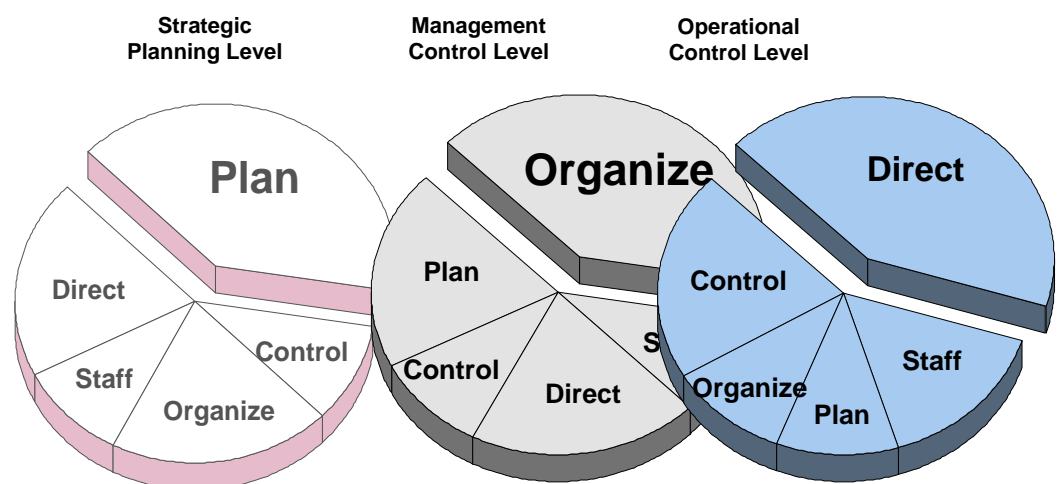 Strategic
Planning Level
Management
Control Level
Operational
Control Level
Plan
Direct
Staff
Organize
Control
Organize
Plan
Control
Direct
Direct
Control
Organize
Plan
Staff